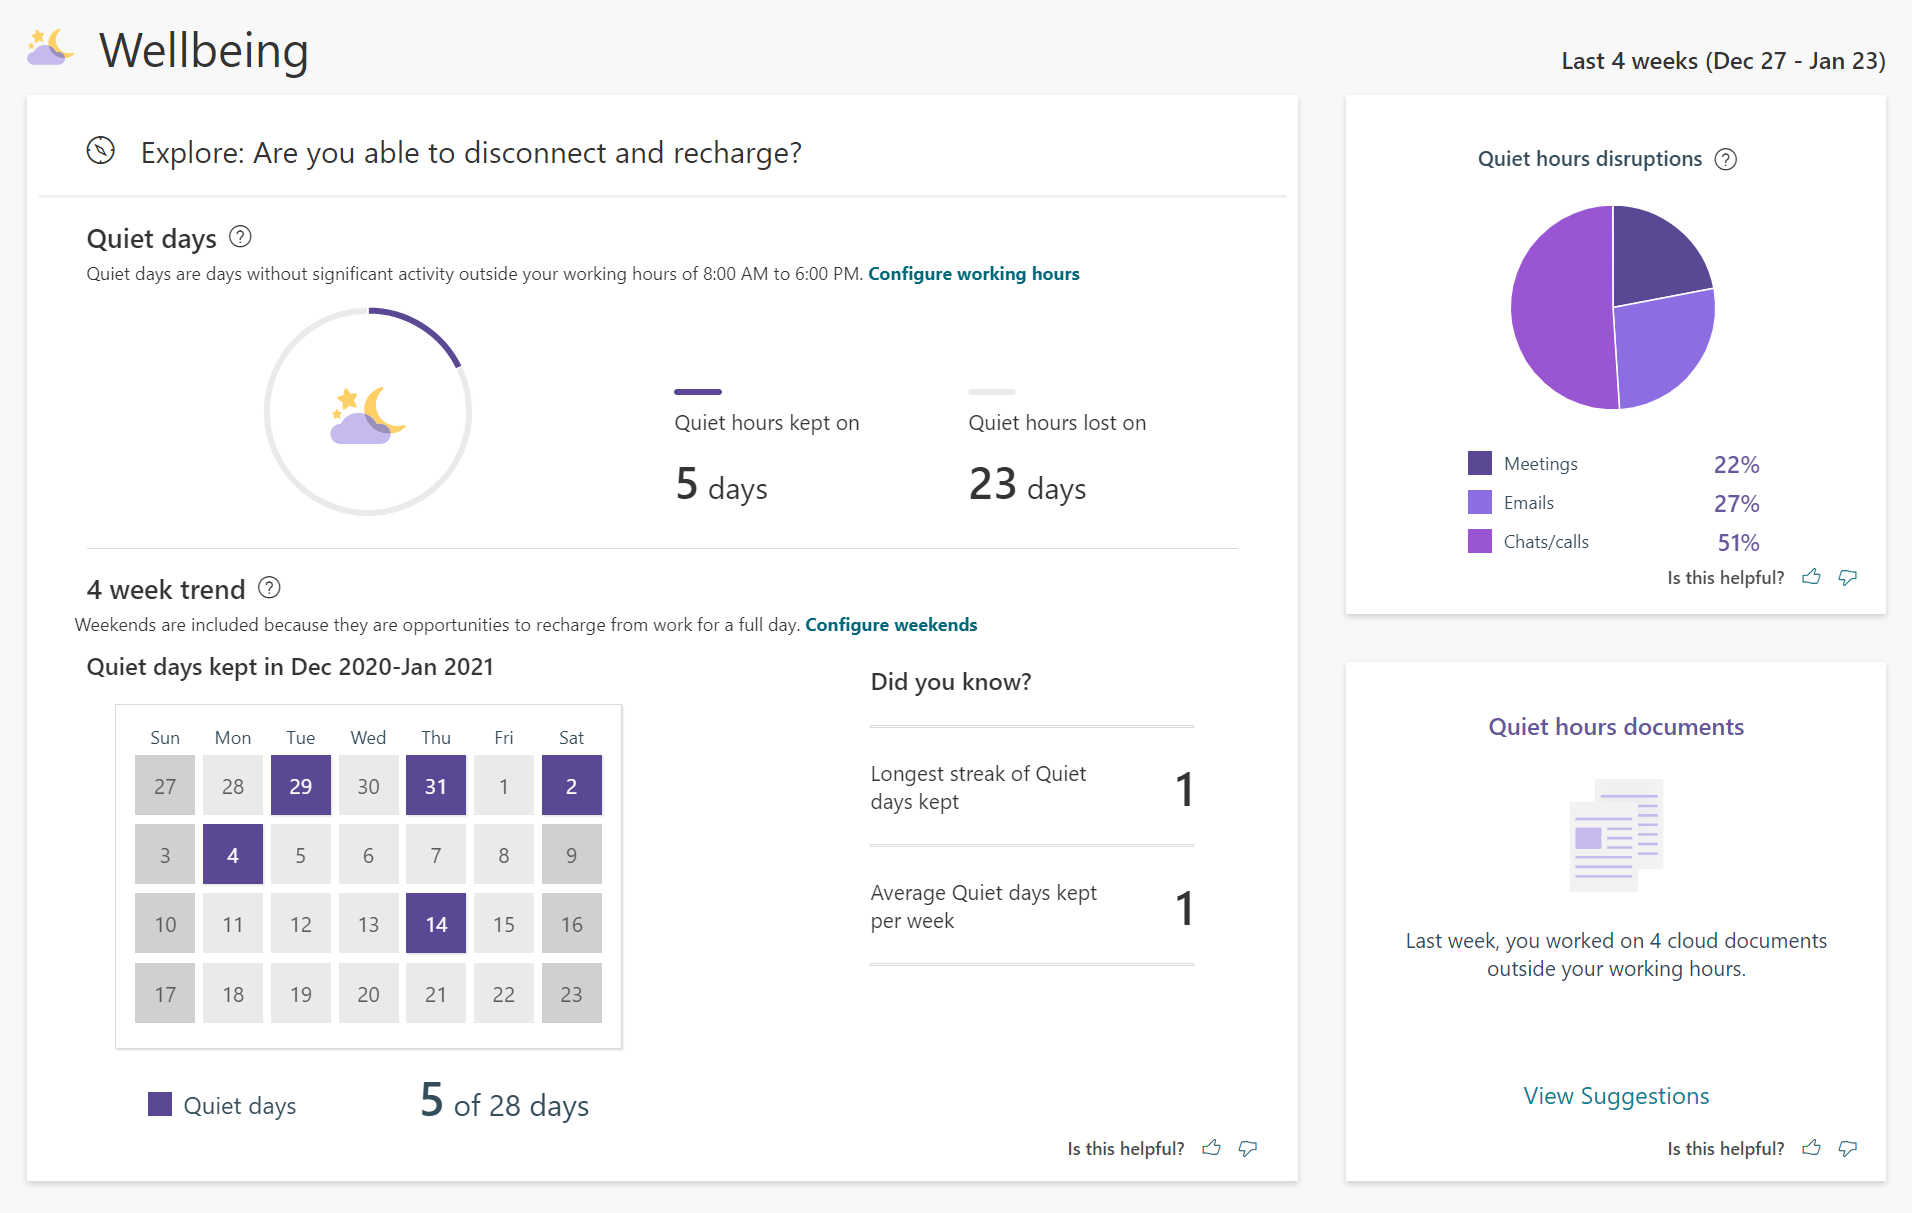 Wellbeing
Last 4 weeks (Dec 27 - Jan 23)
Explore: Are you able to disconnect and recharge?
Quiet days ?
Quiet days are days without significant activity outside your working hours of 8:00 AM to 6:00 PM. Configure working hours
Quiet hours kept on
5 days
Quiet hours lost on
23 days
4 week trend ?
Weekends are included because they are opportunities to recharge from work for a full day. Configure weekends
Quiet days kept in Dec 2020-Jan 2021
Sun Mon Tue Wed Thu Fri Sat
27 28 29 30 31 1 2
3 4 5 6 7 8 9
10 11 12 13 14 15 16
17 18 19 20 21 22 23
Quiet days
5 of 28 days
Did you know?
Longest streak of Quiet
days kept
1
Average Quiet days kept
per week
1
Is this helpful?
Quiet hours disruptions ?
Meetings 22%
Emails 27%
Chats/calls 51%
Is this helpful?
Quiet hours documents
Last week, you worked on 4 cloud documents
outside your working hours.
View Suggestions
Is this helpful?